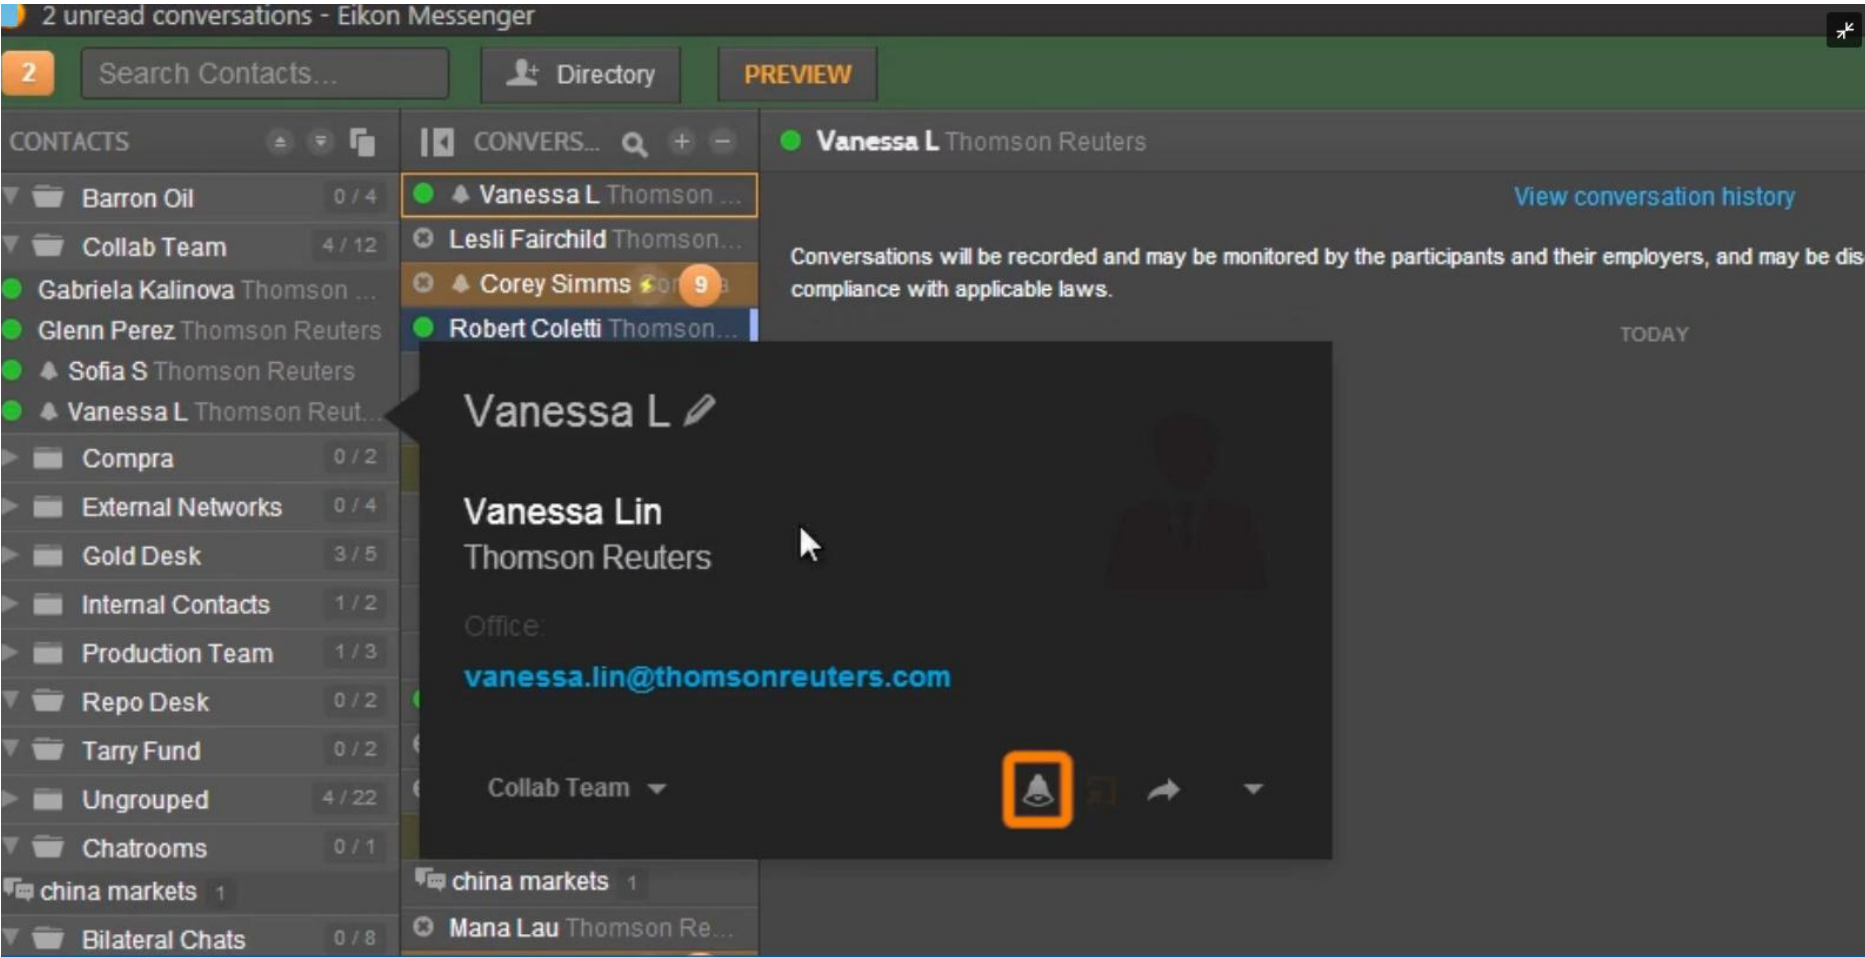 2 unread conversations - Eikon Messenger
2
Search Contacts...
Directory
PREVIEW
CONTACTS
Barron Oil 0 / 4
Collab Team 4 / 12
Gabriela Kalinova Thomson ...
Glenn Perez Thomson Reuters
Sofia S Thomson Reuters
Vanessa L Thomson Reut...
Compra 0 / 2
External Networks 0 / 4
Gold Desk 3 / 5
Internal Contacts 1 / 2
Production Team 1 / 3
Repo Desk 0 / 2
Tarry Fund 0 / 2
Ungrouped 4 / 22
Chatrooms 0 / 1
china markets 1
Bilateral Chats 0 / 8
CONVERS...
Vanessa L Thomson ...
Lesli Fairchild Thomson...
Corey Simms 9
Robert Coletti Thomson...
china markets 1
Mana Lau Thomson Re...
Vanessa L Thomson Reuters
View conversation history
Conversations will be recorded and may be monitored by the participants and their employers, and may be dis
compliance with applicable laws.
TODAY
Vanessa L
Vanessa Lin
Thomson Reuters
Office:
vanessa.lin@thomsonreuters.com
Collab Team